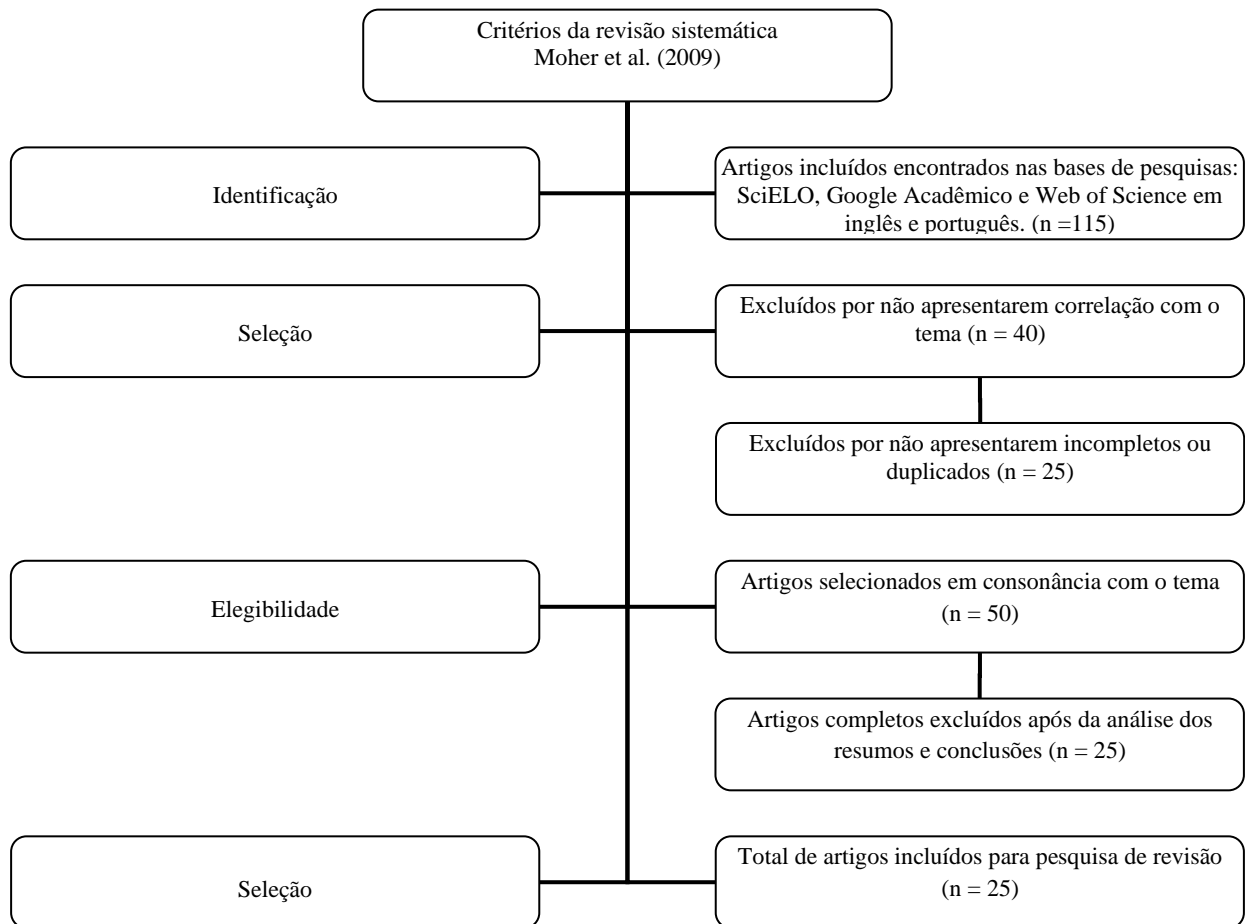 Critérios da revisão sistemática
Moher et al. (2009)
Identificação
Artigos incluídos encontrados nas bases de pesquisas:
SciELO, Google Acadêmico e Web of Science em
inglês e português. (n =115)
Seleção
Excluídos por não apresentarem correlação com o
tema (n = 40)
Excluídos por não apresentarem incompletos ou
duplicados (n = 25)
Elegibilidade
Artigos selecionados em consonância com o tema
(n = 50)
Artigos completos excluídos após da análise dos
resumos e conclusões (n = 25)
Seleção
Total de artigos incluídos para pesquisa de revisão
(n = 25)